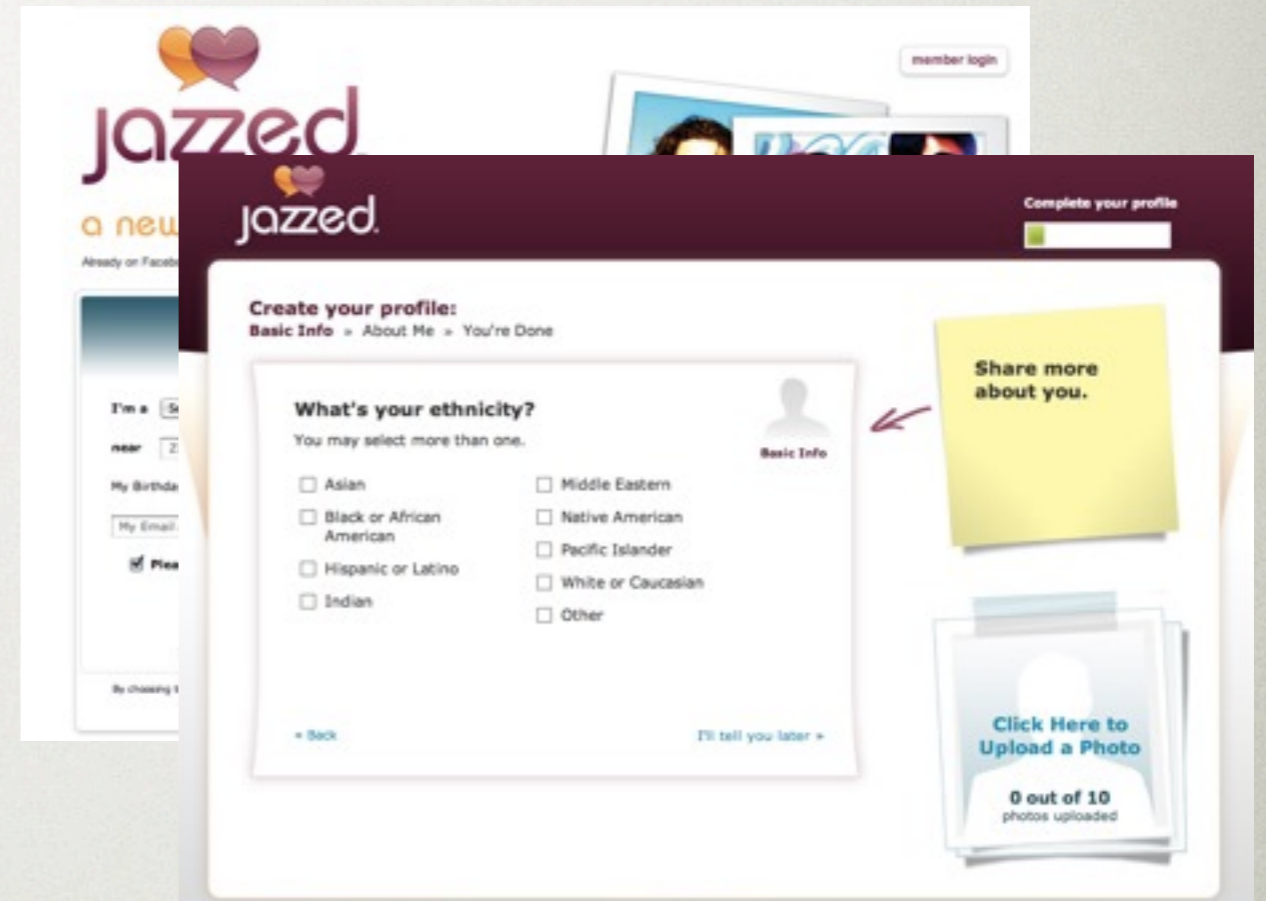 jazzed
member login
a new
Already on
I'm a
near
My
My Email
By choosing
jazzed.
Complete your profile
Create your profile:
Basic Info » About Me » You're Done
What's your ethnicity?
You may select more than one.
Basic Info
Asian
Black or African
American
Hispanic or Latino
Indian
Middle Eastern
Native American
Pacific Islander
White or Caucasian
Other
« Back
I'll tell you later »
Share more
about you.
Click Here to
Upload a Photo
0 out of 10
photos uploaded